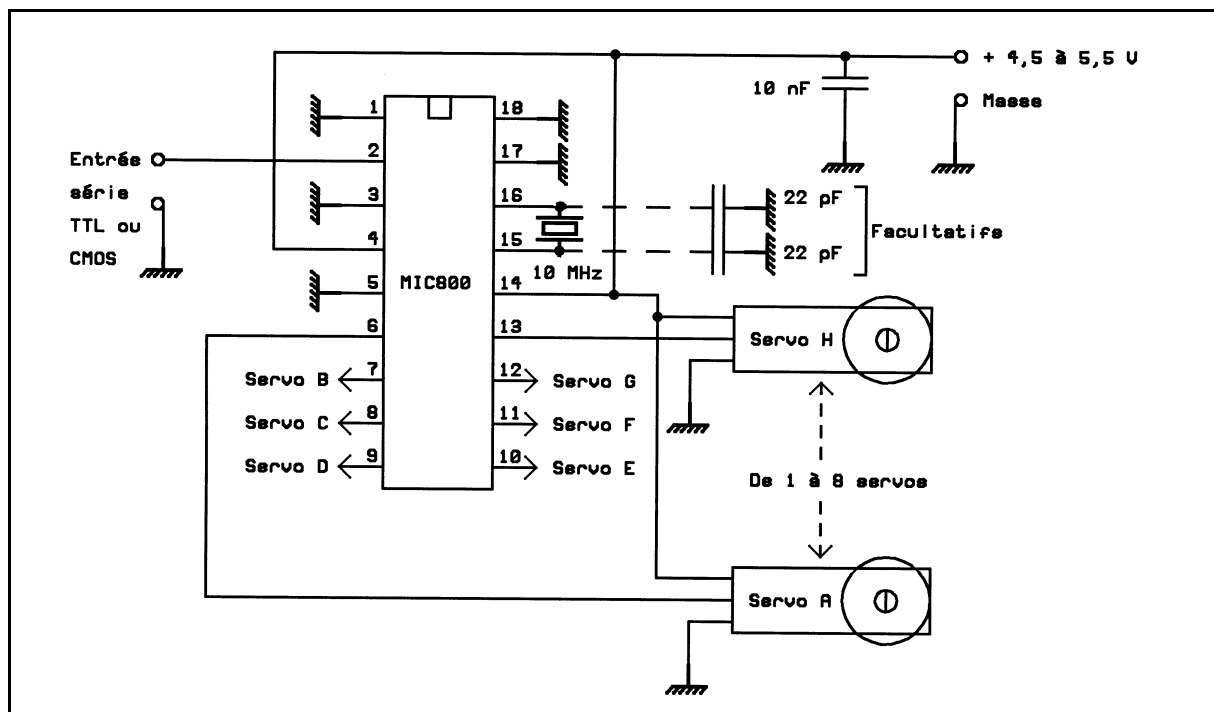 + 4,5 à 5,5 V
10 nF
Masse
1
18
Entrée
série
TTL ou
CMOS
2
17
3
16
22 pF
Facultatifs
4
15
22 pF
10 MHz
MIC800
5
14
6
13
Servo H
Servo B
7
12
Servo G
Servo C
8
11
Servo F
Servo D
9
10
Servo E
De 1 à 8 servos
Servo A